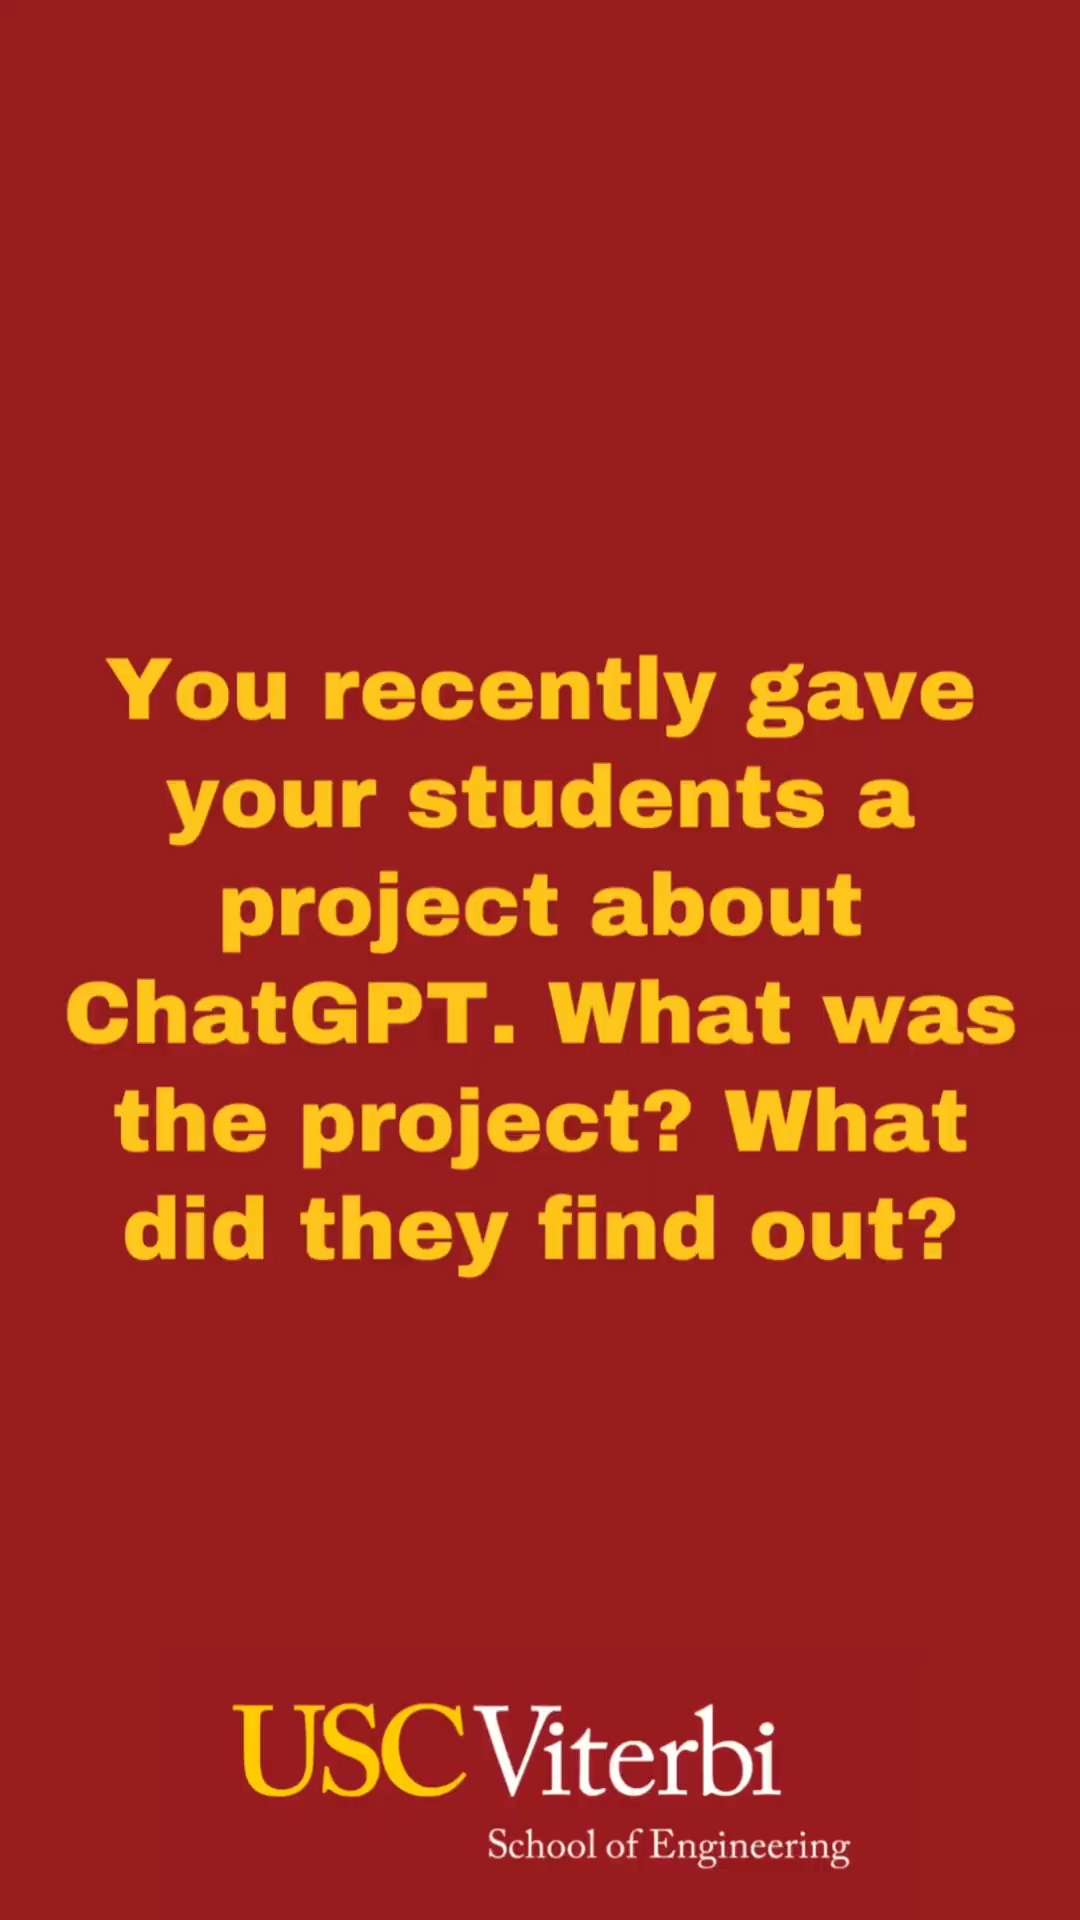 You recently gave
your students a
project about
ChatGPT. What was
the project? What
did they find out?
USC Viterbi
School of Engineering